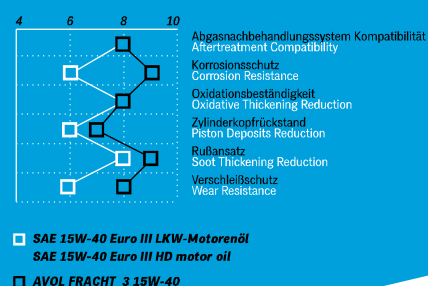 4 6 8 10
Abgasnachbehandlungssystem Kompatibilität
Aftertreatment Compatibility
Korrosionsschutz
Corrosion Resistance
Oxidationsbeständigkeit
Oxidative Thickening Reduction
Zylinderkopfrückstand
Piston Deposits Reduction
Rußansatz
Soot Thickening Reduction
Verschleißschutz
Wear Resistance
SAE 15W-40 Euro III LKW-Motorenöl
SAE 15W-40 Euro III HD motor oil
AVOL FRACHT 3 15W-40